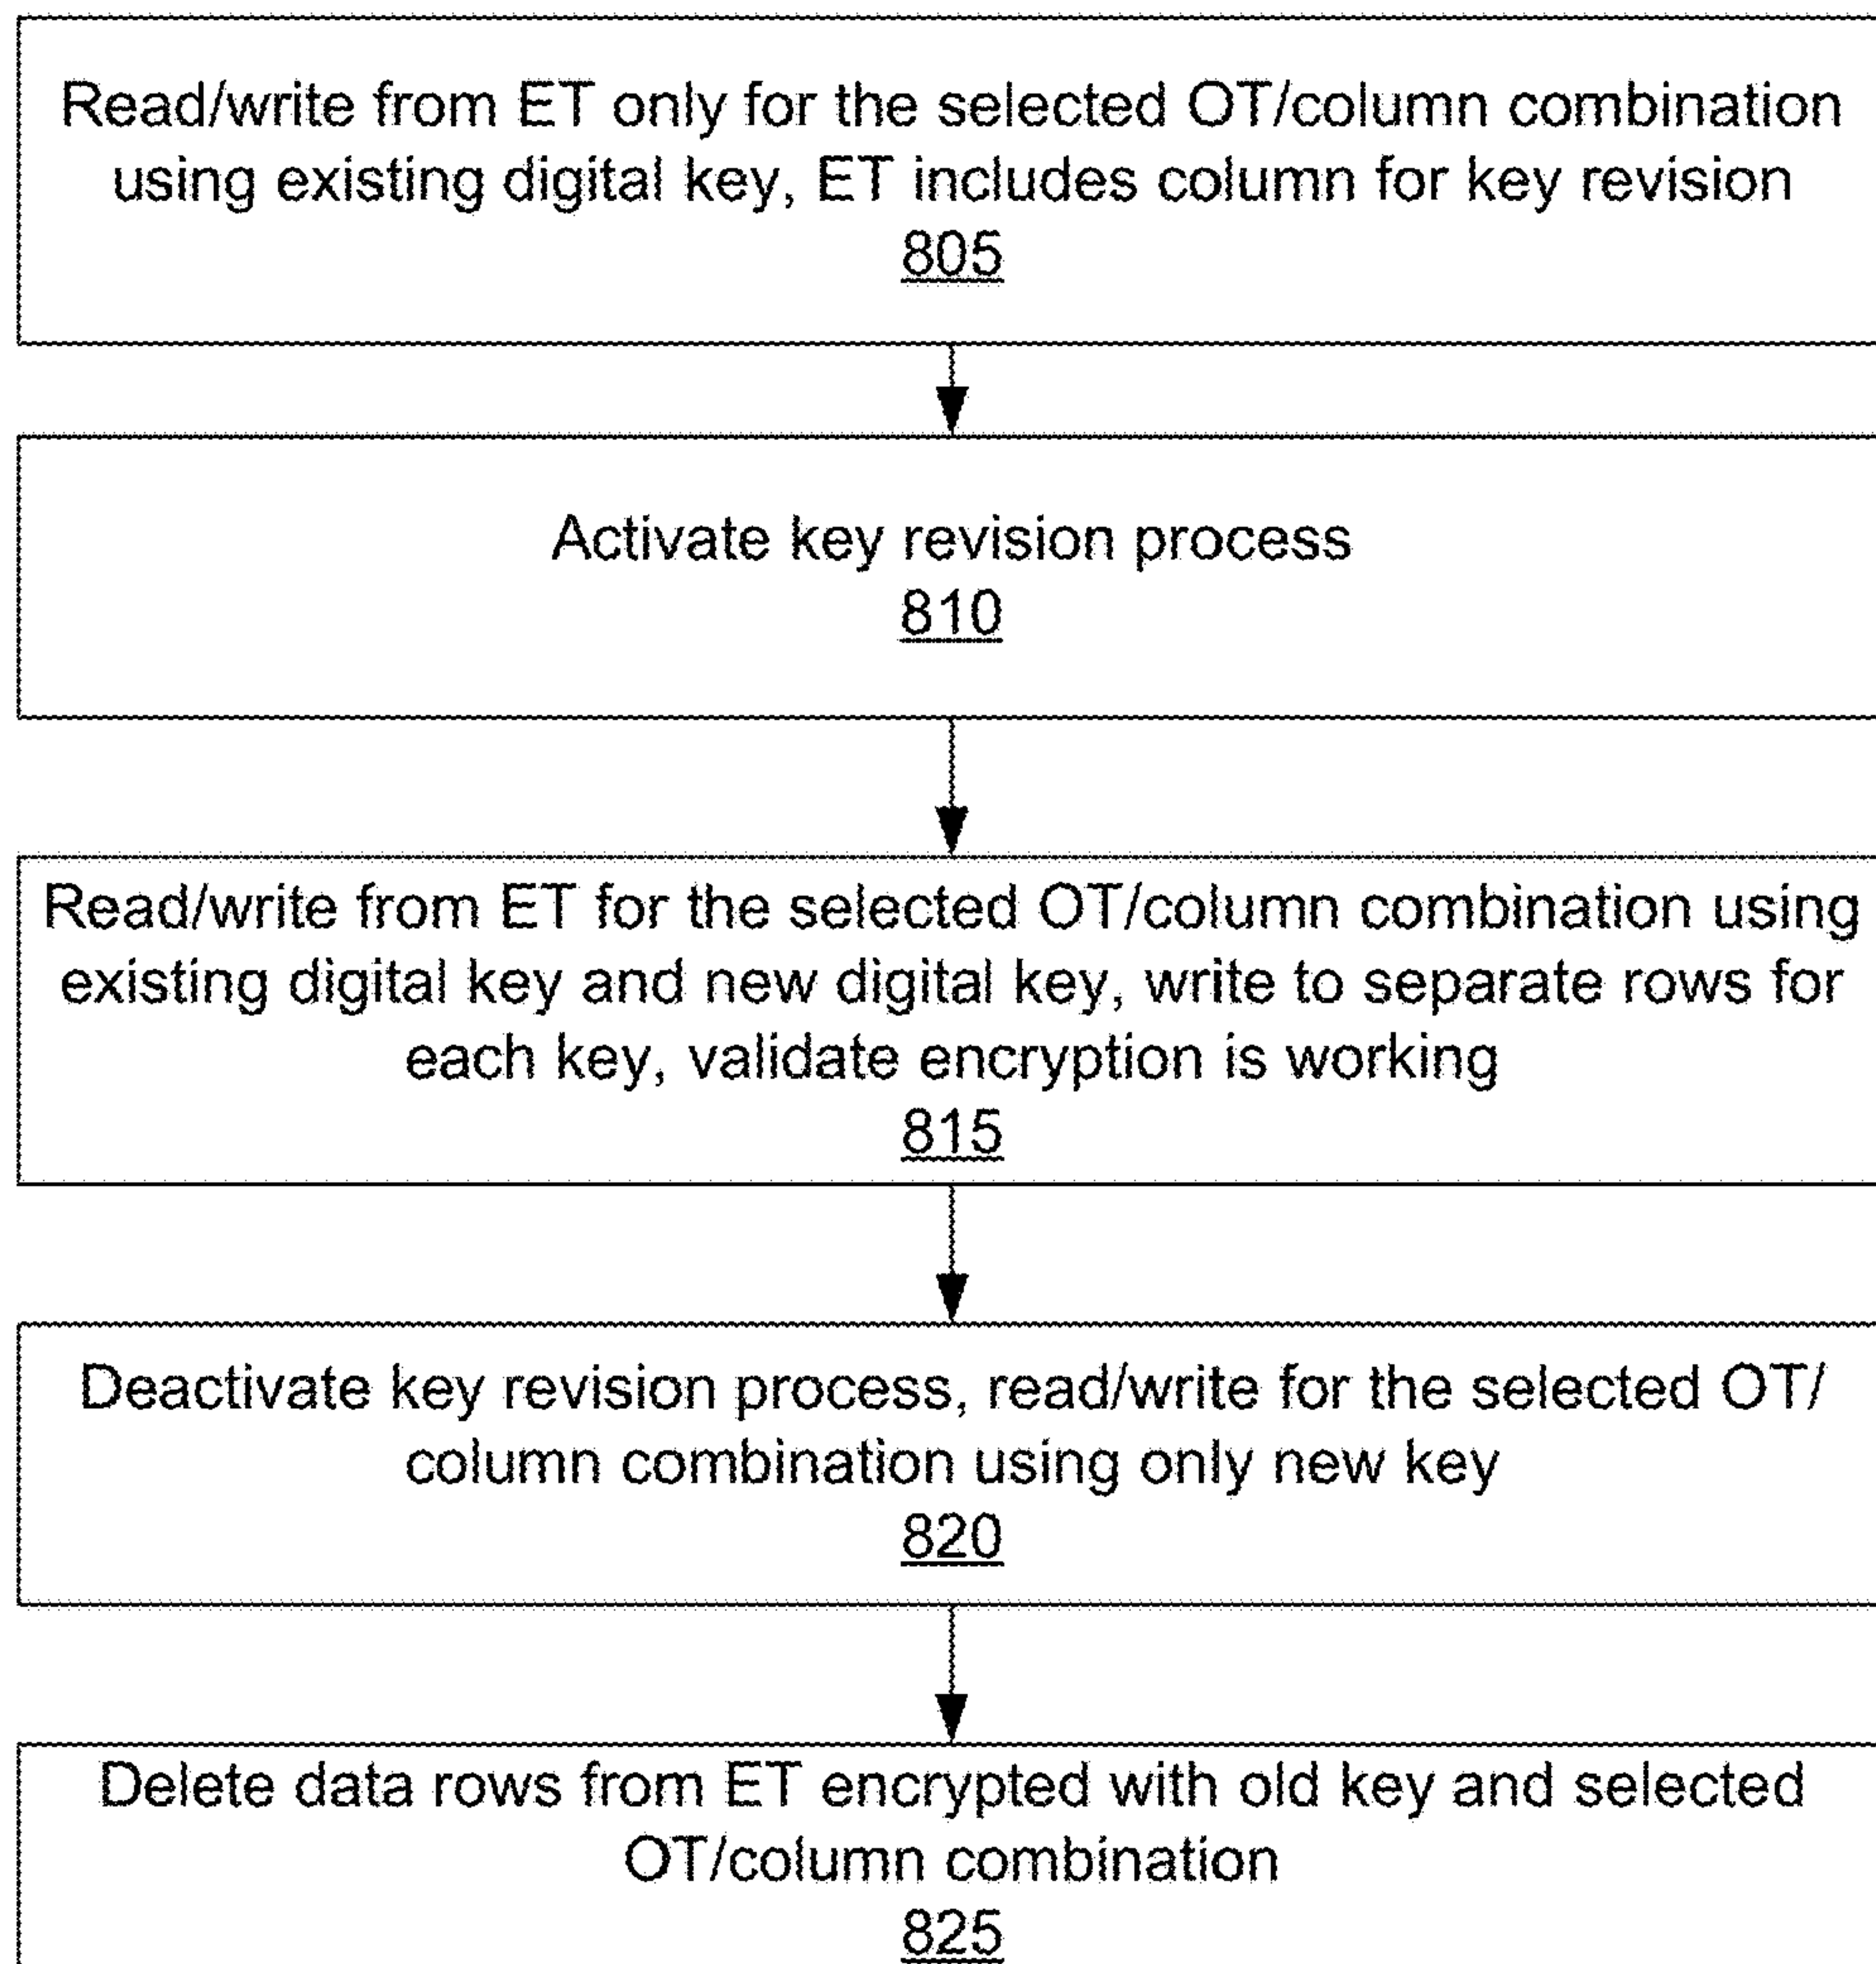 Read/write from ET only for the selected OT/column combination
using existing digital key, ET includes column for key revision
805
Activate key revision process
810
Read/write from ET for the selected OT/column combination using
existing digital key and new digital key, write to separate rows for
each key, validate encryption is working
815
Deactivate key revision process, read/write for the selected OT/
column combination using only new key
820
Delete data rows from ET encrypted with old key and selected
OT/column combination
825